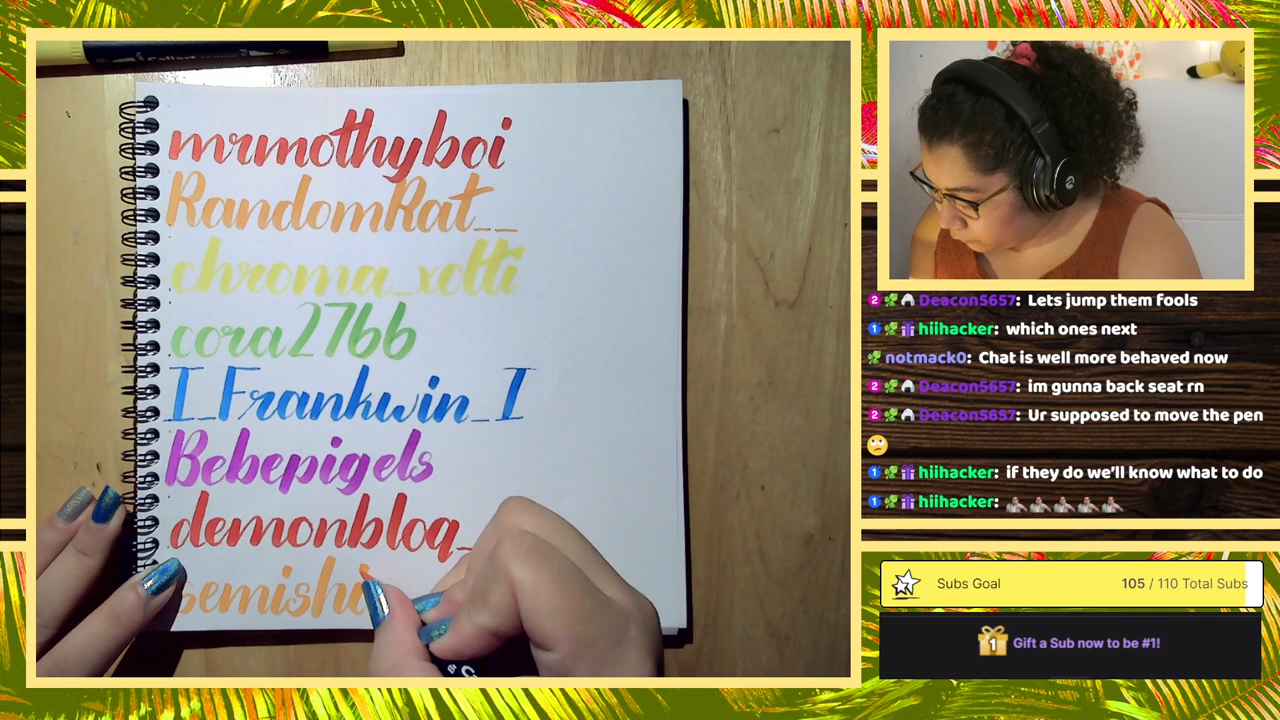 mrmothyboi
RandomRat__
chroma_xotti
cora2766
I_Frankwin_I
Bebepigels
demonbloq_
semishu
2 Deacon5657: Lets jump them fools
1 hiihacker: which ones next
notmack0: Chat is well more behaved now
2 Deacon5657: im gunna back seat rn
2 Deacon5657: Ur supposed to move the pen
🙄
1 hiihacker: if they do we'll know what to do
1 hiihacker:
Subs Goal 105 / 110 Total Subs
1 Gift a Sub now to be #1!